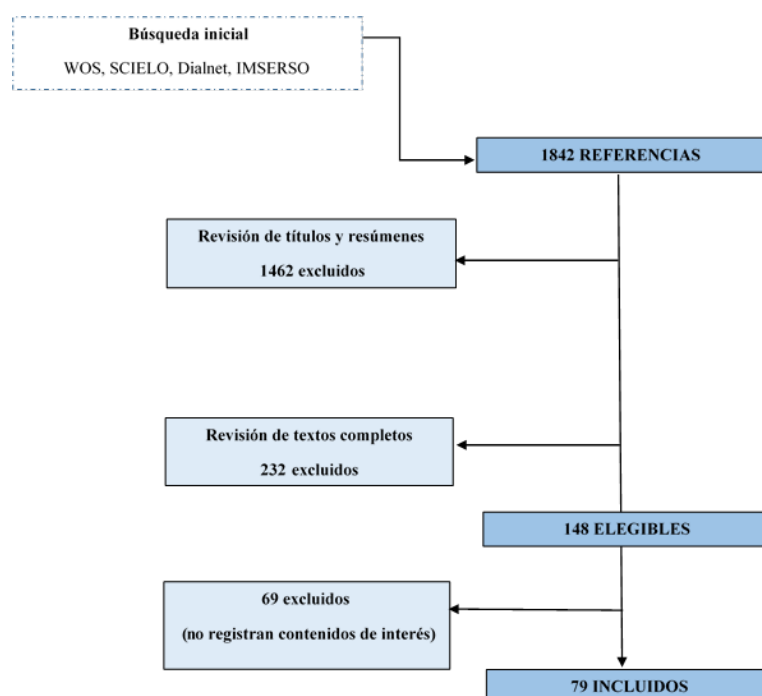 Búsqueda inicial
WOS, SCIELO, Dialnet, IMSERSO
1842 REFERENCIAS
Revisión de títulos y resúmenes
1462 excluidos
Revisión de textos completos
232 excluidos
148 ELEGIBLES
69 excluidos
(no registran contenidos de interés)
79 INCLUIDOS